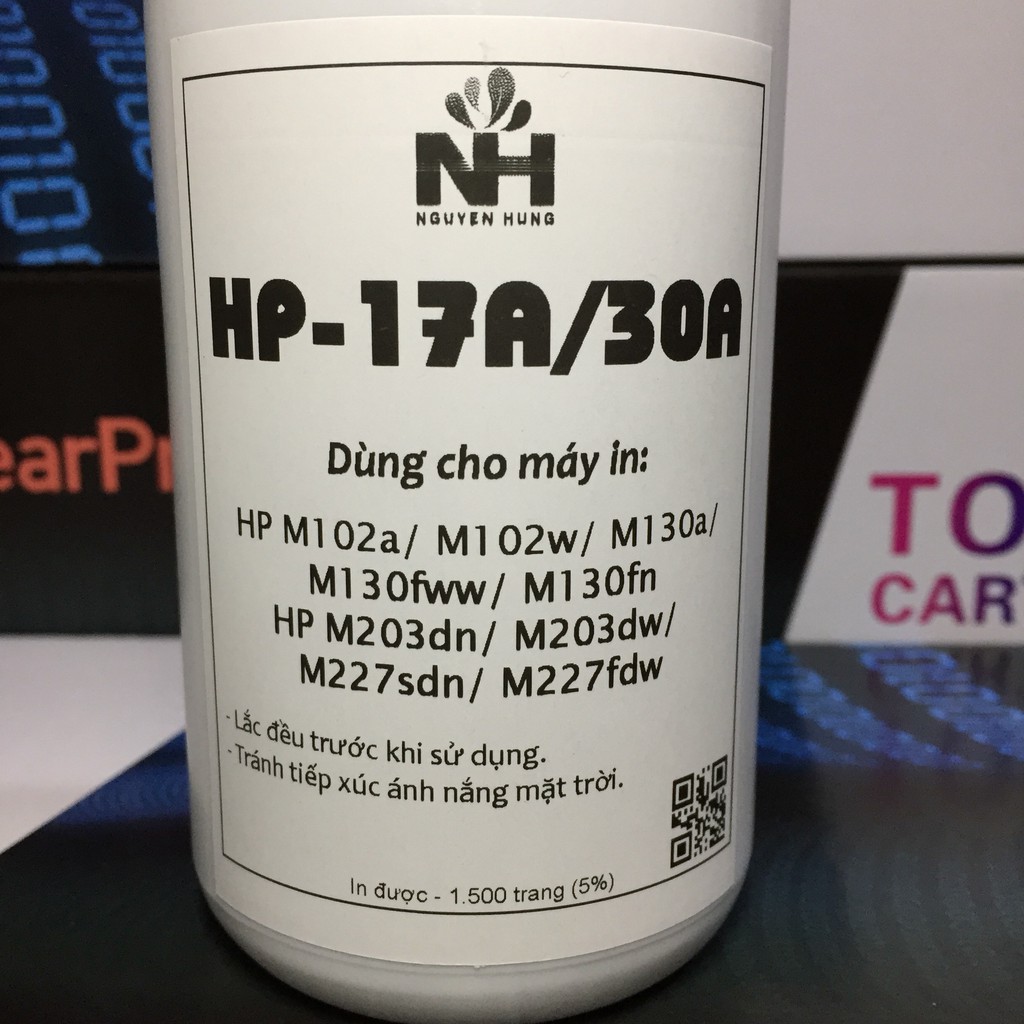 NH
NGUYEN HUNG
HP-17A/30A
Dùng cho máy in:
HP M102a/ M102w/ M130a/
M130fww/ M130fn
HP M203dn/ M203dw/
M227sdn/ M227fdw
- Lắc đều trước khi sử dụng.
- Tránh tiếp xúc ánh nắng mặt trời.
In được - 1.500 trang (5%)
earPr
TO
CAR